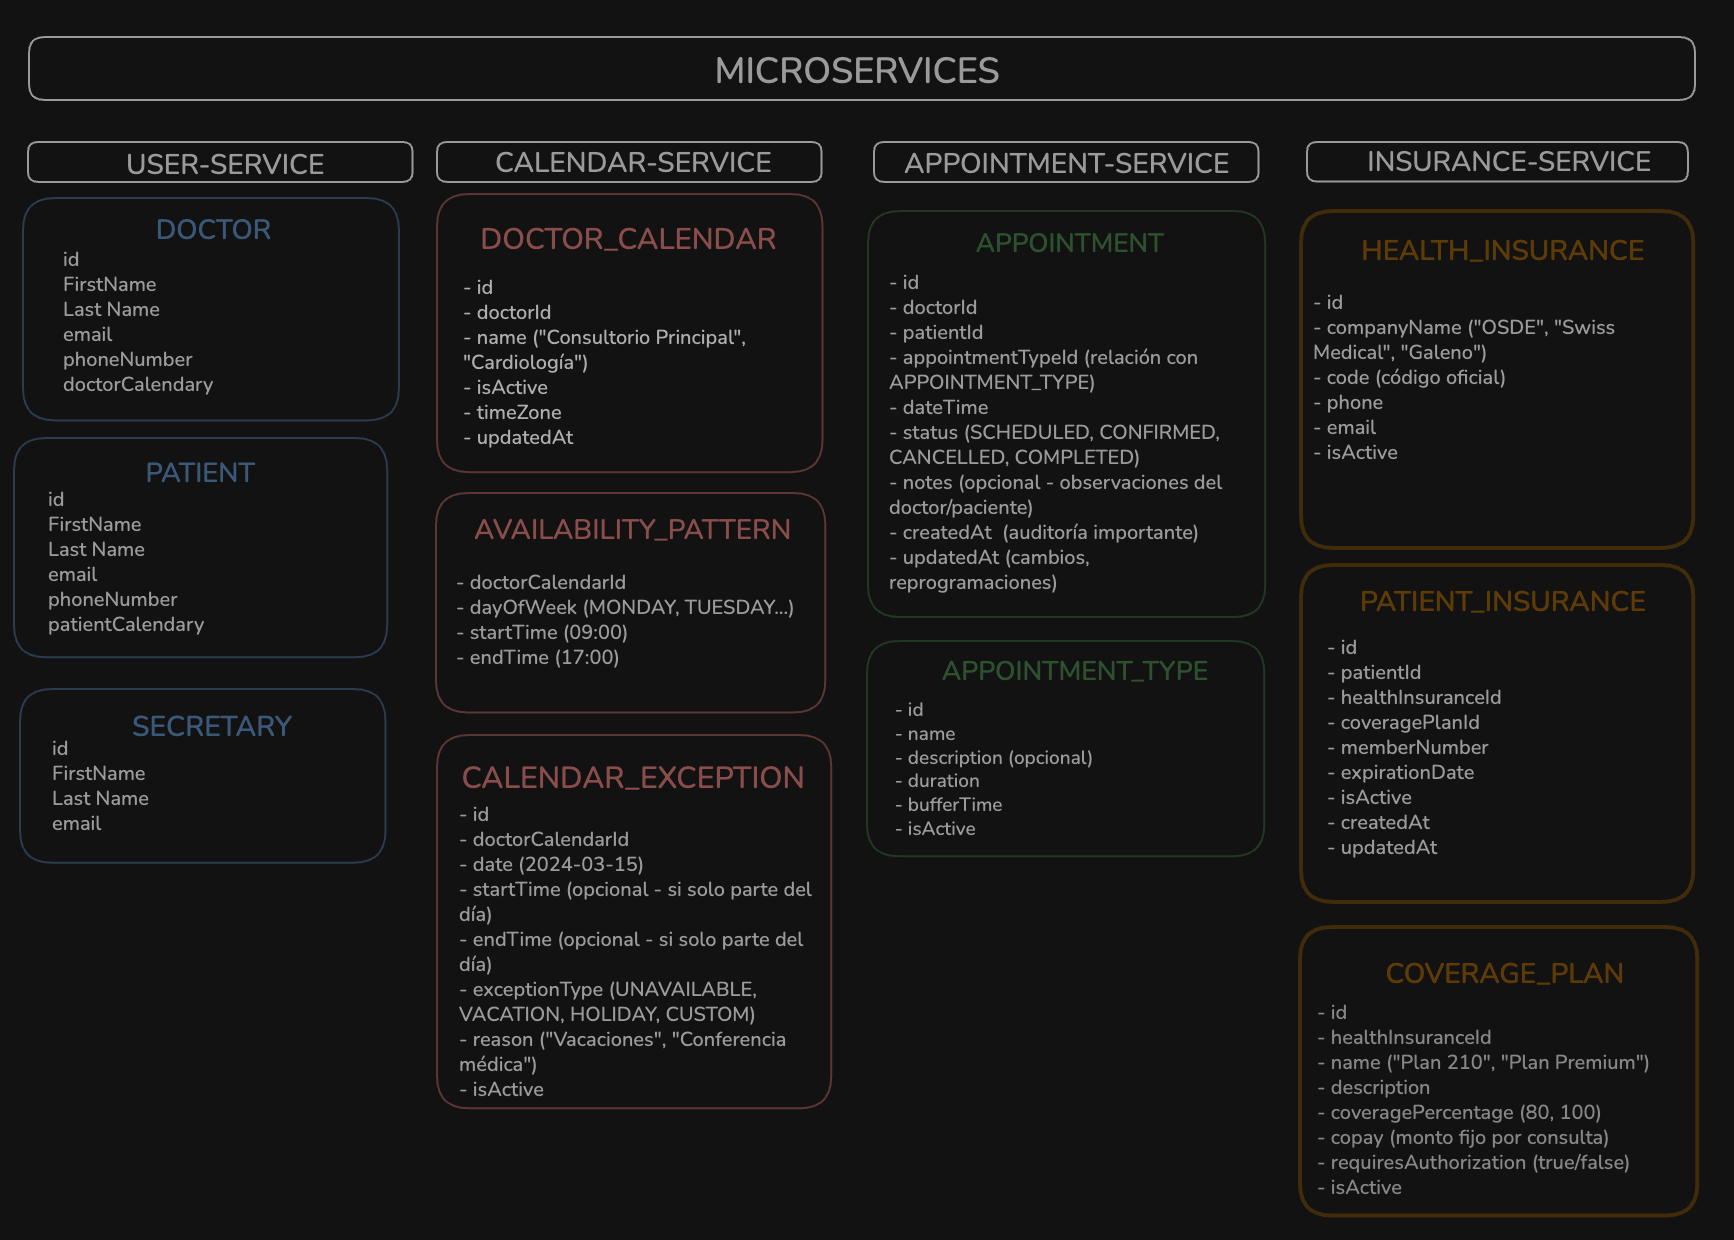 MICROSERVICES
USER-SERVICE
DOCTOR
id
FirstName
Last Name
email
phoneNumber
doctorCalendary
PATIENT
id
FirstName
Last Name
email
phoneNumber
patientCalendary
SECRETARY
id
FirstName
Last Name
email
CALENDAR-SERVICE
DOCTOR_CALENDAR
- id
- doctorId
- name ("Consultorio Principal",
"Cardiología")
- isActive
- timeZone
- updatedAt
AVAILABILITY_PATTERN
- doctorCalendarId
- dayOfWeek (MONDAY, TUESDAY...)
- startTime (09:00)
- endTime (17:00)
CALENDAR_EXCEPTION
- id
- doctorCalendarId
- date (2024-03-15)
- startTime (opcional - si solo parte del
día)
- endTime (opcional - si solo parte del
día)
- exceptionType (UNAVAILABLE,
VACATION, HOLIDAY, CUSTOM)
- reason ("Vacaciones", "Conferencia
médica")
- isActive
APPOINTMENT-SERVICE
APPOINTMENT
- id
- doctorId
- patientId
- appointmentTypeId (relación con
APPOINTMENT_TYPE)
- dateTime
- status (SCHEDULED, CONFIRMED,
CANCELLED, COMPLETED)
- notes (opcional - observaciones del
doctor/paciente)
- createdAt  (auditoría importante)
- updatedAt (cambios,
reprogramaciones)
APPOINTMENT_TYPE
- id
- name
- description (opcional)
- duration
- bufferTime
- isActive
INSURANCE-SERVICE
HEALTH_INSURANCE
- id
- companyName ("OSDE", "Swiss
Medical", "Galeno")
- code (código oficial)
- phone
- email
- isActive
PATIENT_INSURANCE
- id
- patientId
- healthInsuranceId
- coveragePlanId
- memberNumber
- expirationDate
- isActive
- createdAt
- updatedAt
COVERAGE_PLAN
- id
- healthInsuranceId
- name ("Plan 210", "Plan Premium")
- description
- coveragePercentage (80, 100)
- copay (monto fijo por consulta)
- requiresAuthorization (true/false)
- isActive